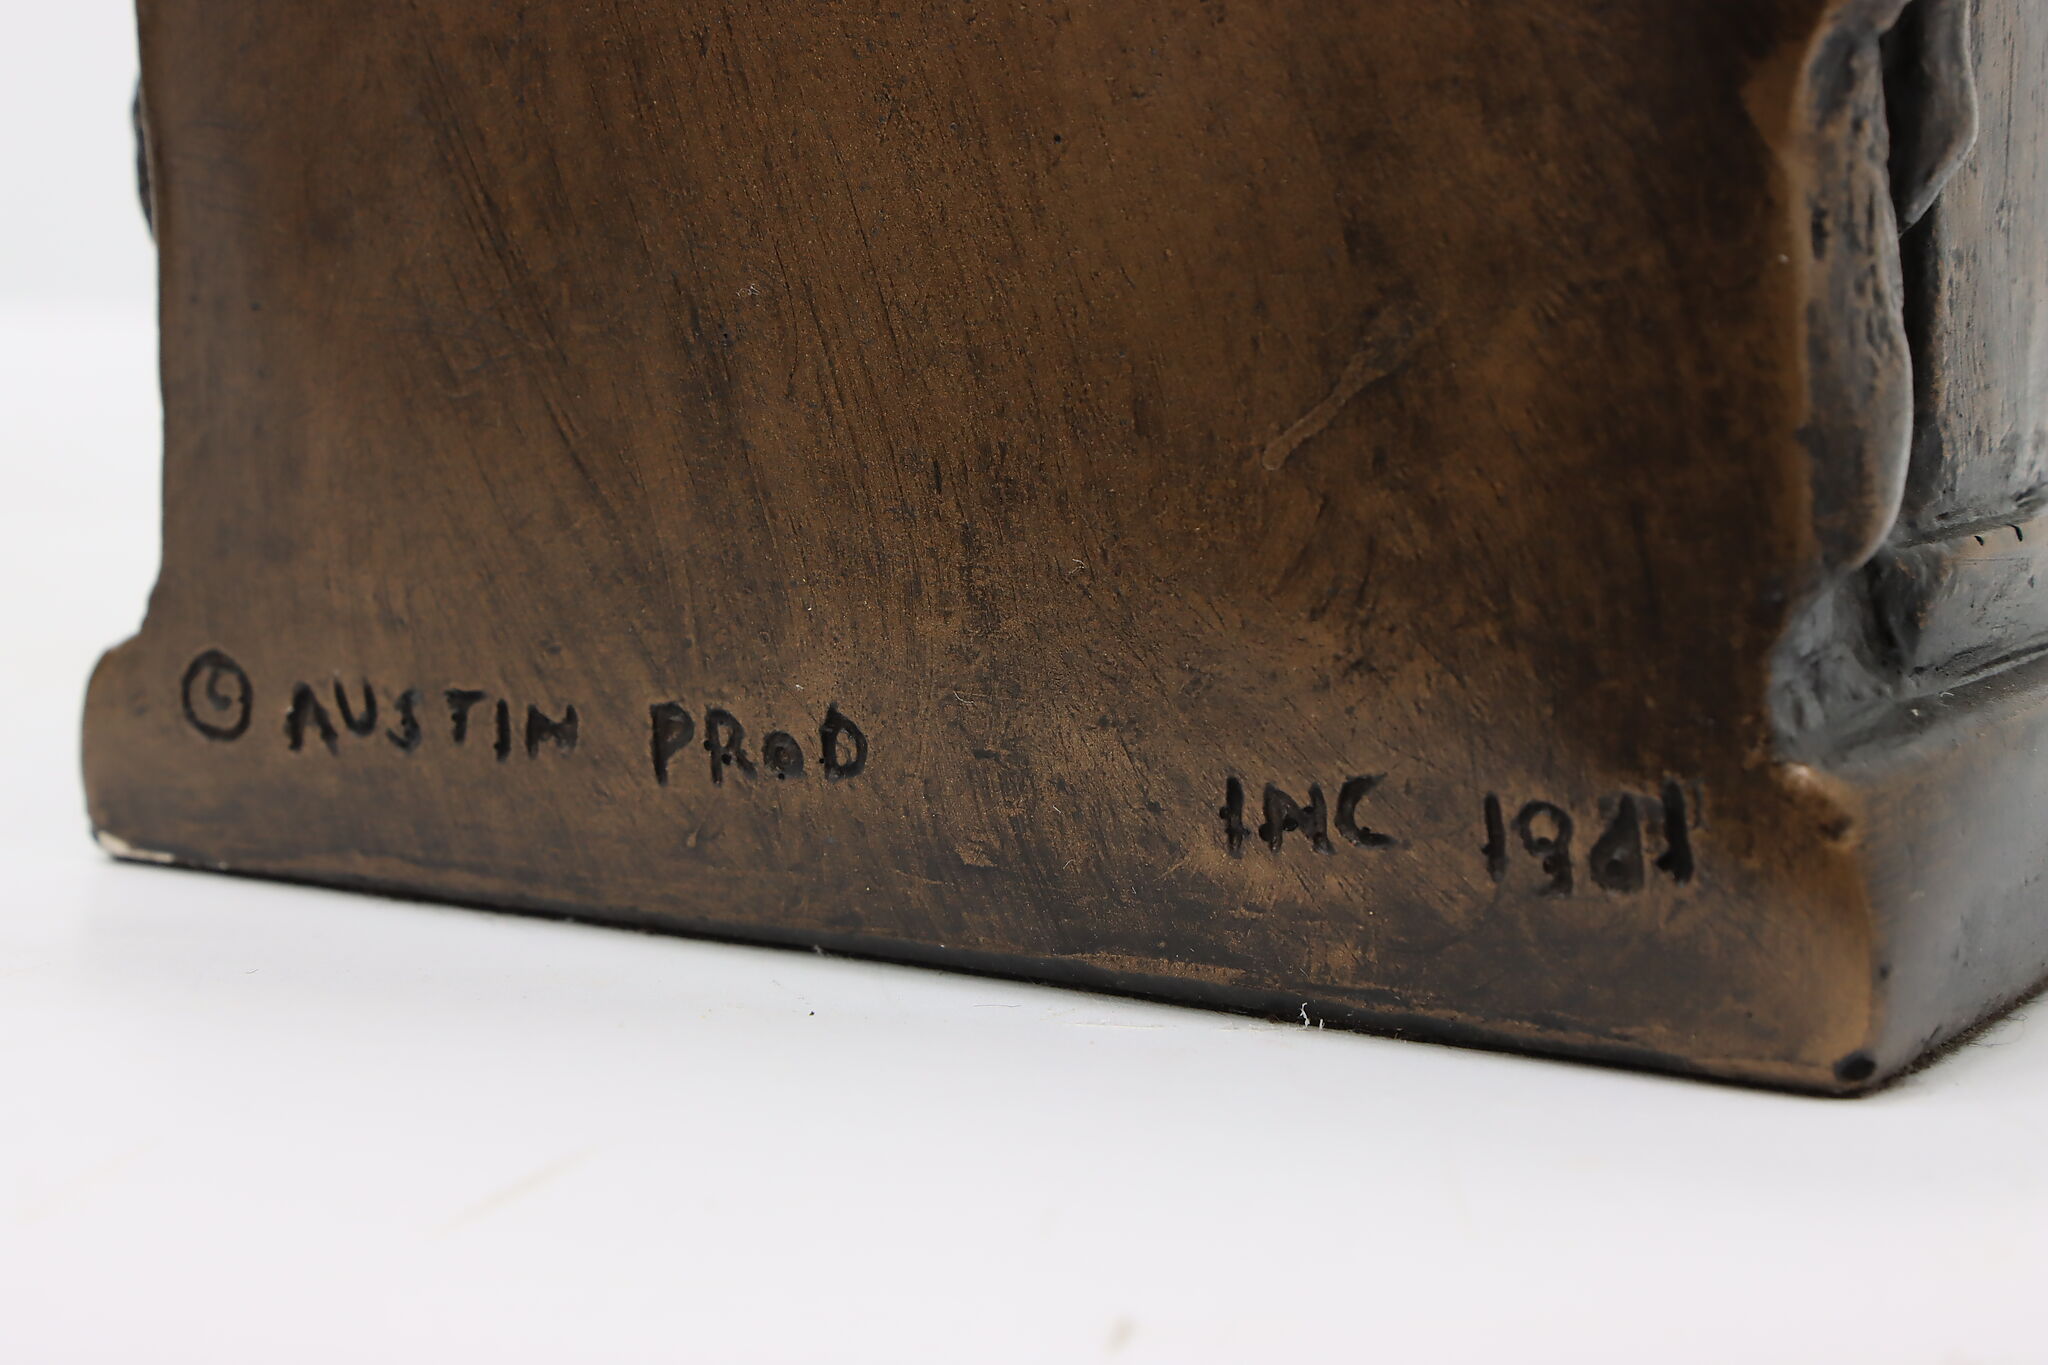 © AUSTIN PROD INC 1981